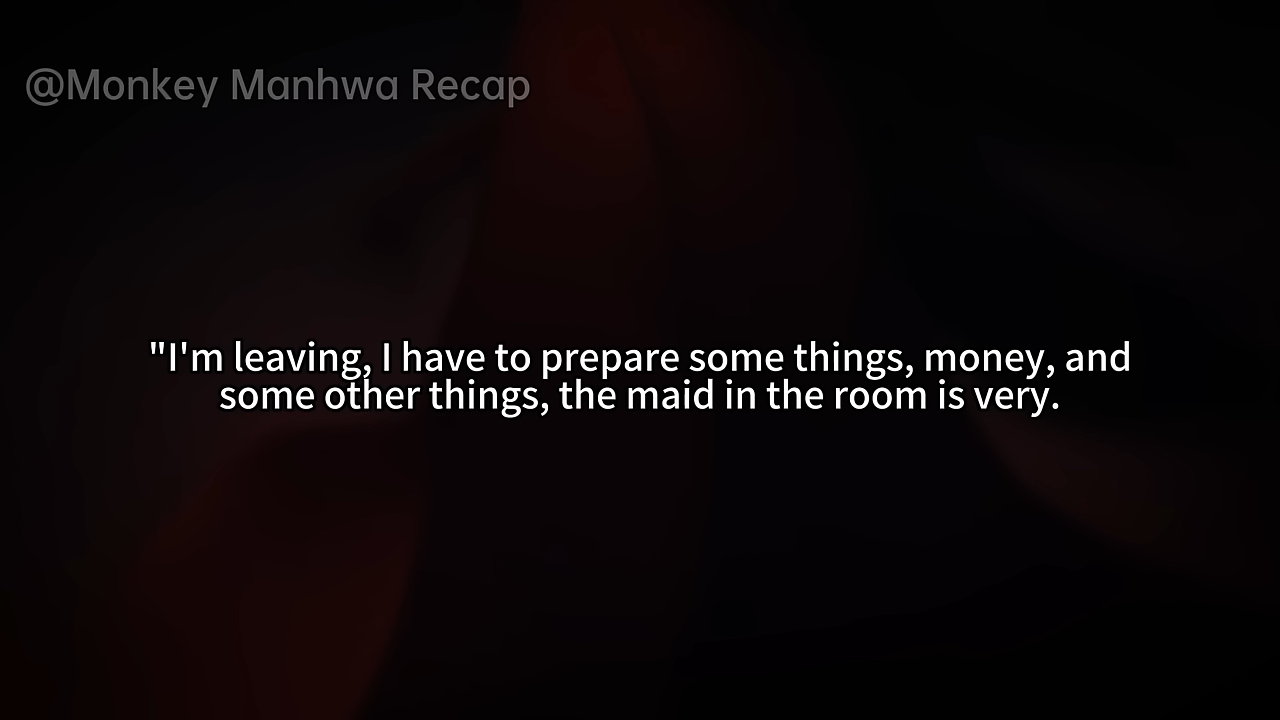 @Monkey Manhwa Recap
"I'm leaving, I have to prepare some things, money, and
some other things, the maid in the room is very.